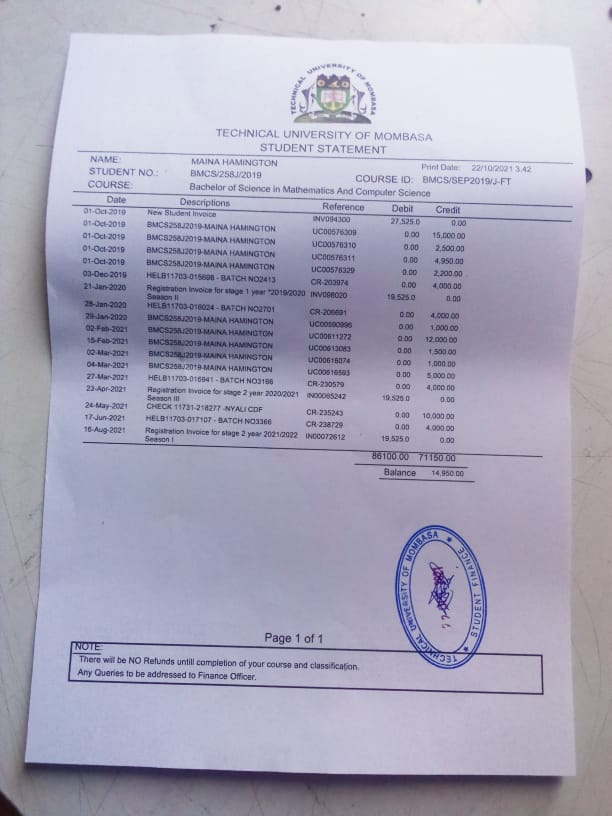 TECHNICAL UNIVERSITY OF MOMBASA
TECHNICAL UNIVERSITY OF MOMBASA
STUDENT STATEMENT
NAME: MAINA HAMINGTON Print Date: 22/10/2021 3.42
STUDENT NO.: BMCS/258J/2019 COURSE ID: BMCS/SEP2019/J-FT
COURSE: Bachelor of Science in Mathematics And Computer Science
Date Descriptions Reference Debit Credit
01-Oct-2019 New Student Invoice INV094300 27,525.0 0.00
01-Oct-2019 BMCS258J2019-MAINA HAMINGTON UC00576309 0.00 15,000.00
01-Oct-2019 BMCS258J2019-MAINA HAMINGTON UC00576310 0.00 2,500.00
01-Oct-2019 BMCS258J2019-MAINA HAMINGTON UC00576311 0.00 4,950.00
01-Oct-2019 BMCS258J2019-MAINA HAMINGTON UC00576329 0.00 2,200.00
03-Dec-2019 HELB11703-015698 - BATCH NO2413 CR-203974 0.00 4,000.00
21-Jan-2020 Registration Invoice for stage 1 year "2019/2020 INV098020 19,525.0 0.00
Season II
28-Jan-2020 HELB11703-016024 - BATCH NO2701 CR-206691 0.00 4,000.00
29-Jan-2020 BMCS258J2019-MAINA HAMINGTON UC00590996 0.00 1,000.00
02-Feb-2021 BMCS258J2019-MAINA HAMINGTON UC00611272 0.00 12,000.00
15-Feb-2021 BMCS258J2019-MAINA HAMINGTON UC00613083 0.00 1,500.00
02-Mar-2021 BMCS258J2019-MAINA HAMINGTON UC00616074 0.00 1,000.00
04-Mar-2021 BMCS258J2019-MAINA HAMINGTON UC00616593 0.00 5,000.00
27-Mar-2021 HELB11703-016941 - BATCH NO3166 CR-230579 0.00 4,000.00
23-Apr-2021 Registration Invoice for stage 2 year 2020/2021 IN00065242 19,525.0 0.00
Season III
24-May-2021 CHECK 11731-218277 -NYALI CDF CR-235243 0.00 10,000.00
17-Jun-2021 HELB11703-017107 - BATCH NO3366 CR-238729 0.00 4,000.00
16-Aug-2021 Registration Invoice for stage 2 year 2021/2022 IN00072612 19,525.0 0.00
Season I
86100.00 71150.00
Balance 14,950.00
TECHNICAL UNIVERSITY OF MOMBASA
STUDENT FINANCE
Page 1 of 1
NOTE:
There will be NO Refunds untill completion of your course and classification.
Any Queries to be addressed to Finance Officer.